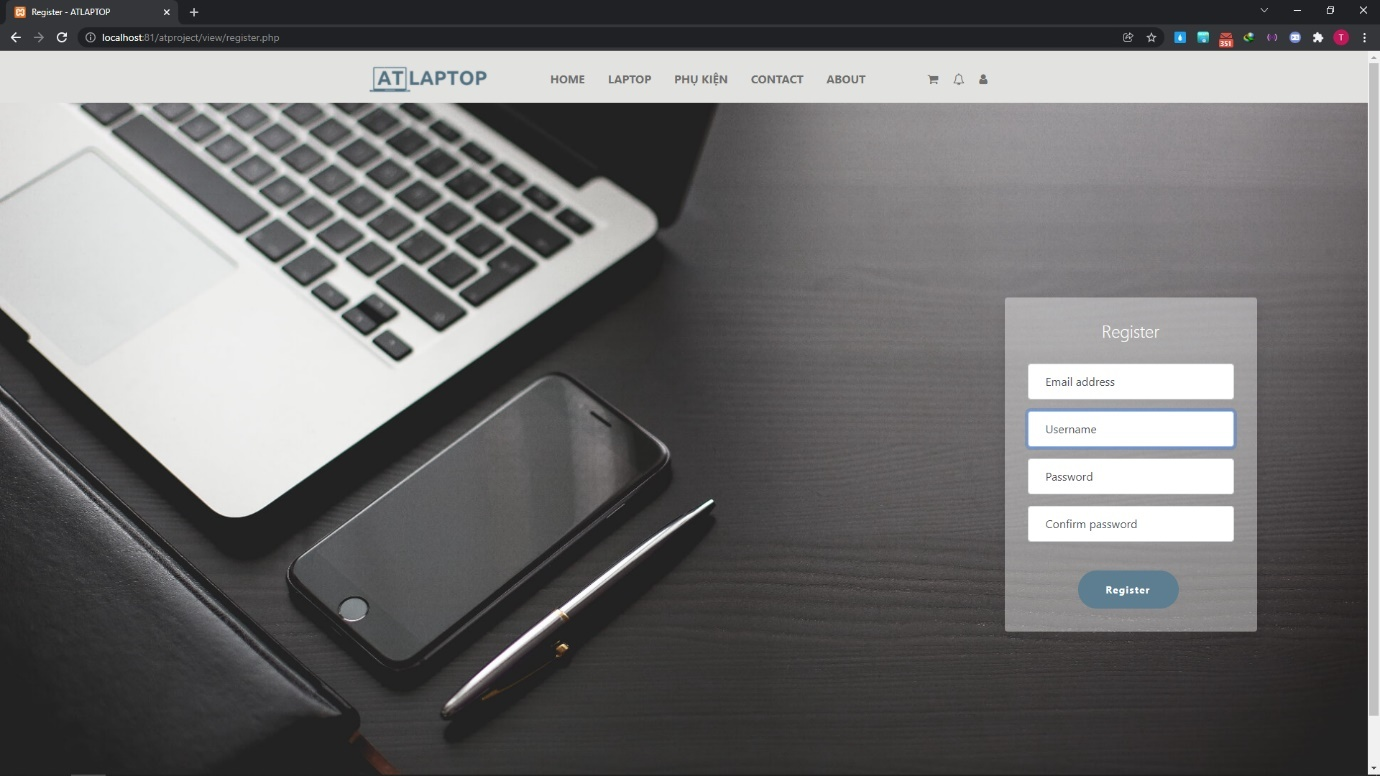 Register - ATLAPTOP
localhost:81/atproject/view/register.php
351
T
ATLAPTOP
HOME LAPTOP PHỤ KIỆN CONTACT ABOUT
Register
Email address
Username
Password
Confirm password
Register